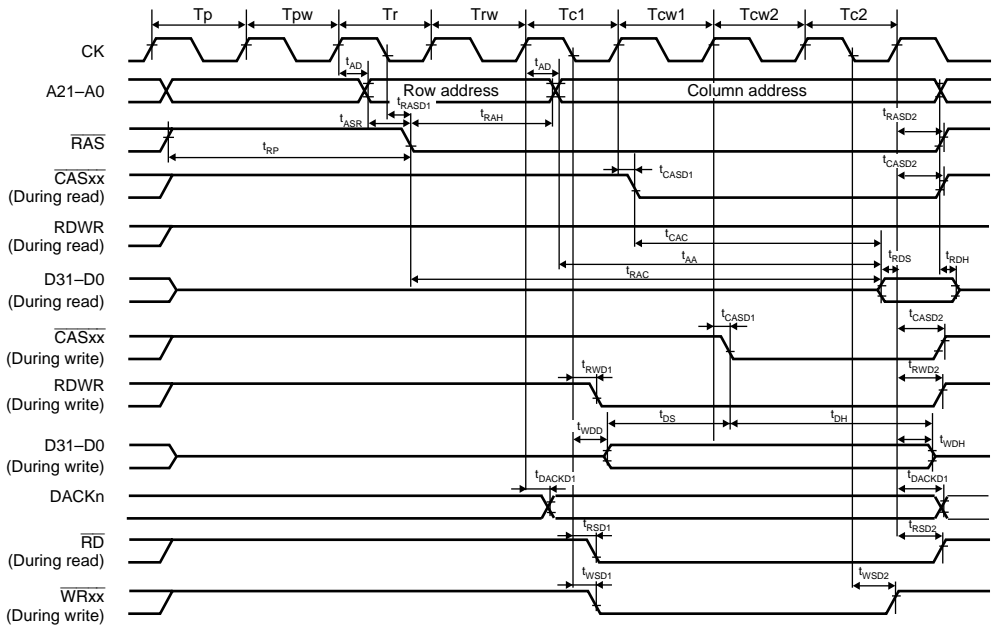 Tp Tpw Tr Trw Tc1 Tcw1 Tcw2 Tc2
CK
tAD tAD
A21–A0 Row address Column address
tRASD1 tRASD2
tASR tRAH
RAS
tRP
tCASD2
CASxx tCASD1
(During read)
RDWR
(During read)
tCAC
tAA tRDS tRDH
tRAC
D31–D0
(During read)
tCASD1 tCASD2
CASxx
(During write)
tRWD1 tRWD2
RDWR
(During write)
tDS tDH
tWDD tWDH
D31–D0
(During write)
tDACKD1 tDACKD1
DACKn
tRSD1 tRSD2
RD
(During read)
tWSD1 tWSD2
WRxx
(During write)